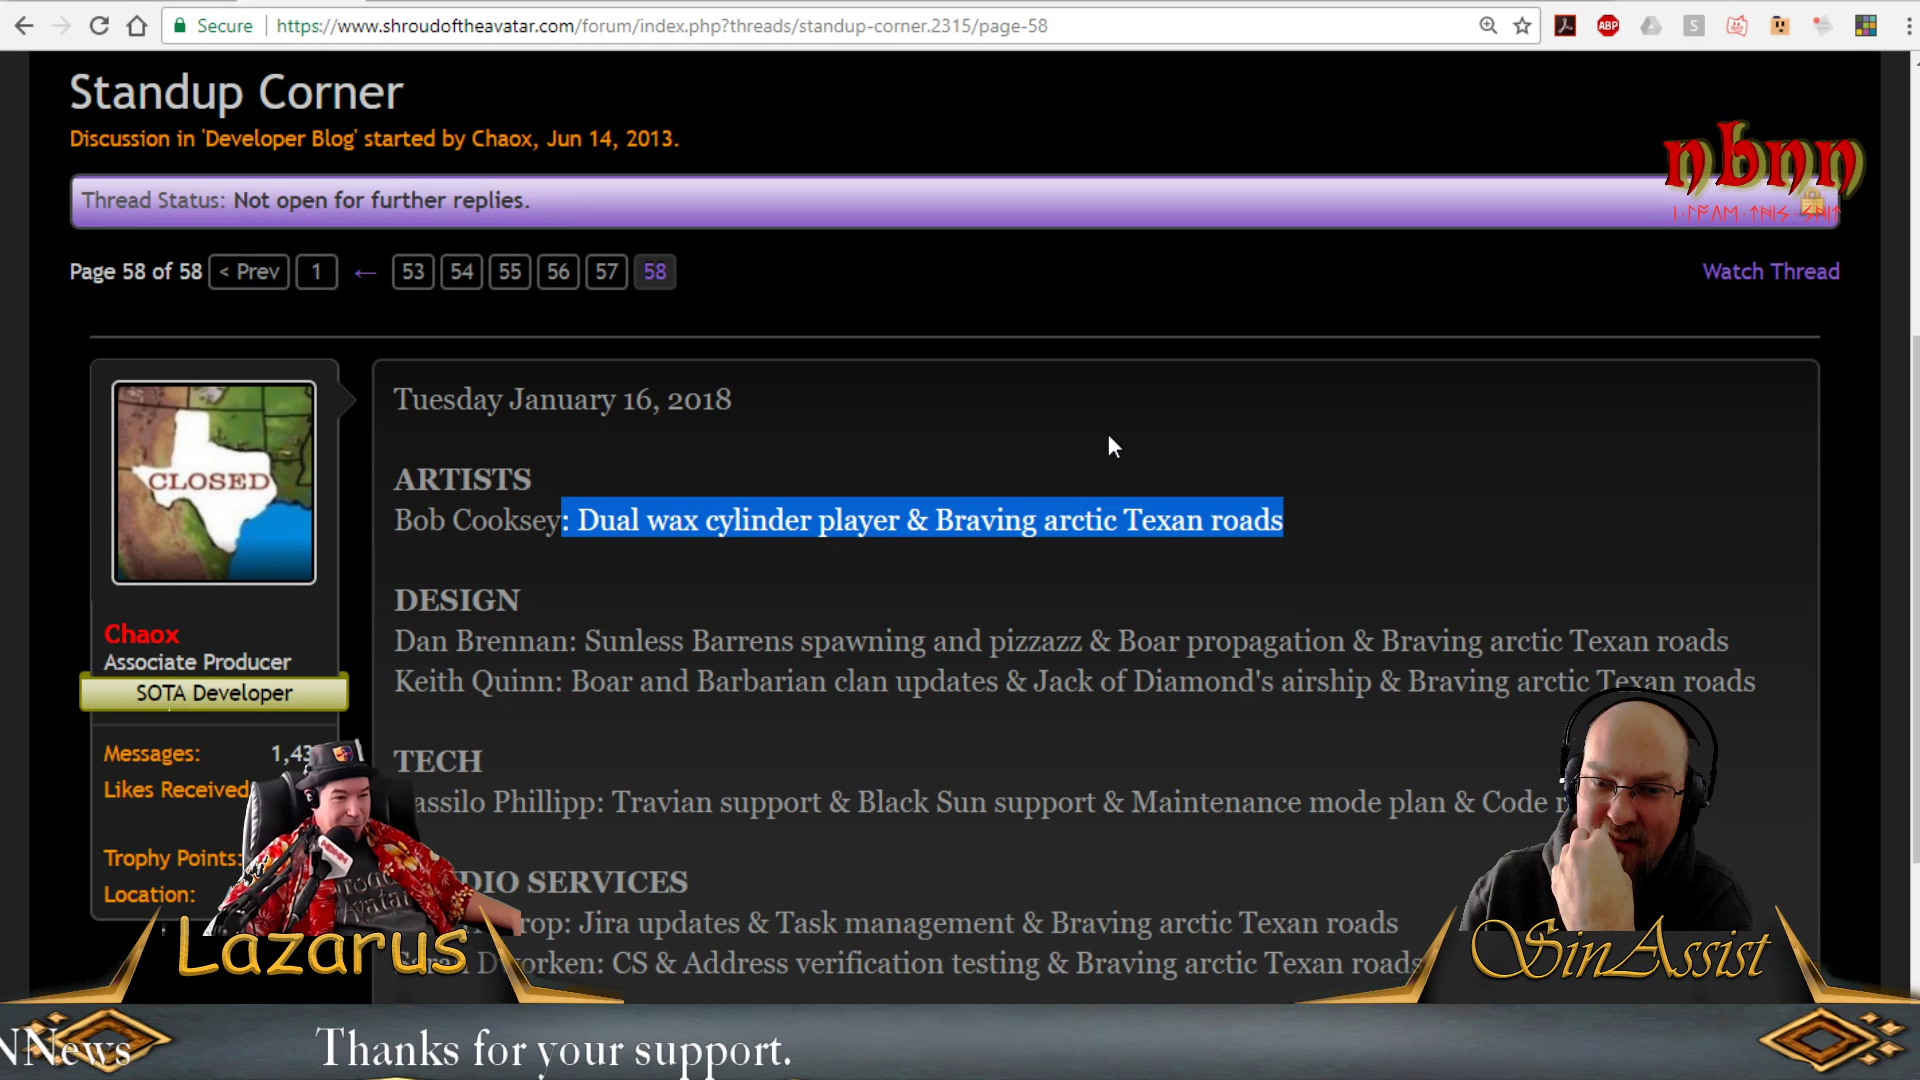 Secure https://www.shroudoftheavatar.com/forum/index.php?threads/standup-corner.2315/page-58
ABP
S
Standup Corner
Discussion in 'Developer Blog' started by Chaox, Jun 14, 2013.
nbnn
Thread Status: Not open for further replies.
Page 58 of 58 < Prev 1 ← 53 54 55 56 57 58
Watch Thread
CLOSED
Chaox
Associate Producer
SOTA Developer
Messages:
Likes Received
Trophy Points:
Location:
Tuesday January 16, 2018
ARTISTS
Bob Cooksey: Dual wax cylinder player & Braving arctic Texan roads
DESIGN
Dan Brennan: Sunless Barrens spawning and pizzazz & Boar propagation & Braving arctic Texan roads
Keith Quinn: Boar and Barbarian clan updates & Jack of Diamond's airship & Braving arctic Texan roads
TECH
Phillipp: Travian support & Black Sun support & Maintenance mode plan & Code
SERVICES
Jira updates & Task management & Braving arctic Texan roads
CS & Address verification testing & Braving arctic Texan roads
Lazarus
SinAssist
NNews
Thanks for your support.